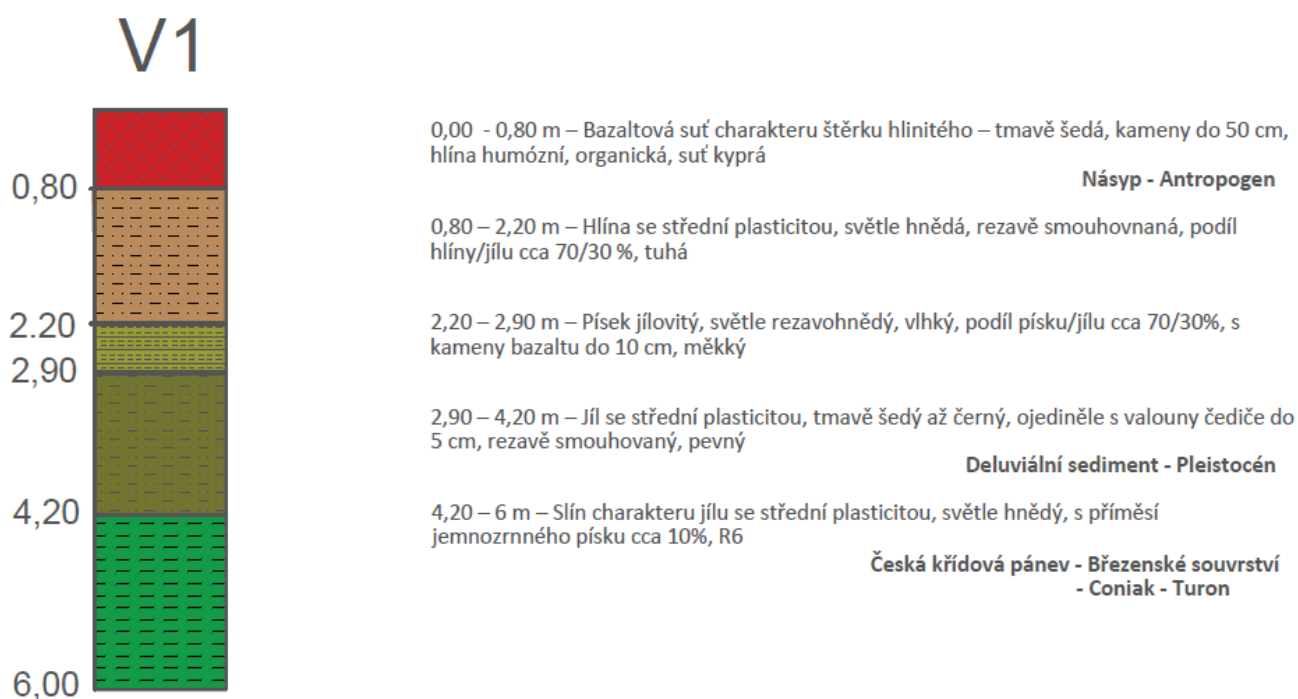 V1
0,80
2.20
2,90
4,20
6,00
0,00 - 0,80 m – Bazaltová suť charakteru štěrku hlinitého – tmavě šedá, kameny do 50 cm,
hlína humózní, organická, suť kyprá
Násyp - Antropogen
0,80 – 2,20 m – Hlína se střední plasticitou, světle hnědá, rezavě smouhovnaná, podíl
hlíny/jílu cca 70/30 %, tuhá
2,20 – 2,90 m – Písek jílovitý, světle rezavohnědý, vlhký, podíl písku/jílu cca 70/30%, s
kameny bazaltu do 10 cm, měkký
2,90 – 4,20 m – Jíl se střední plasticitou, tmavě šedý až černý, ojediněle s valouny čediče do
5 cm, rezavě smouhovaný, pevný
Deluviální sediment - Pleistocén
4,20 – 6 m – Slín charakteru jílu se střední plasticitou, světle hnědý, s příměsí
jemnozrnného písku cca 10%, R6
Česká křídová pánev - Březenské souvrství
- Coniak - Turon